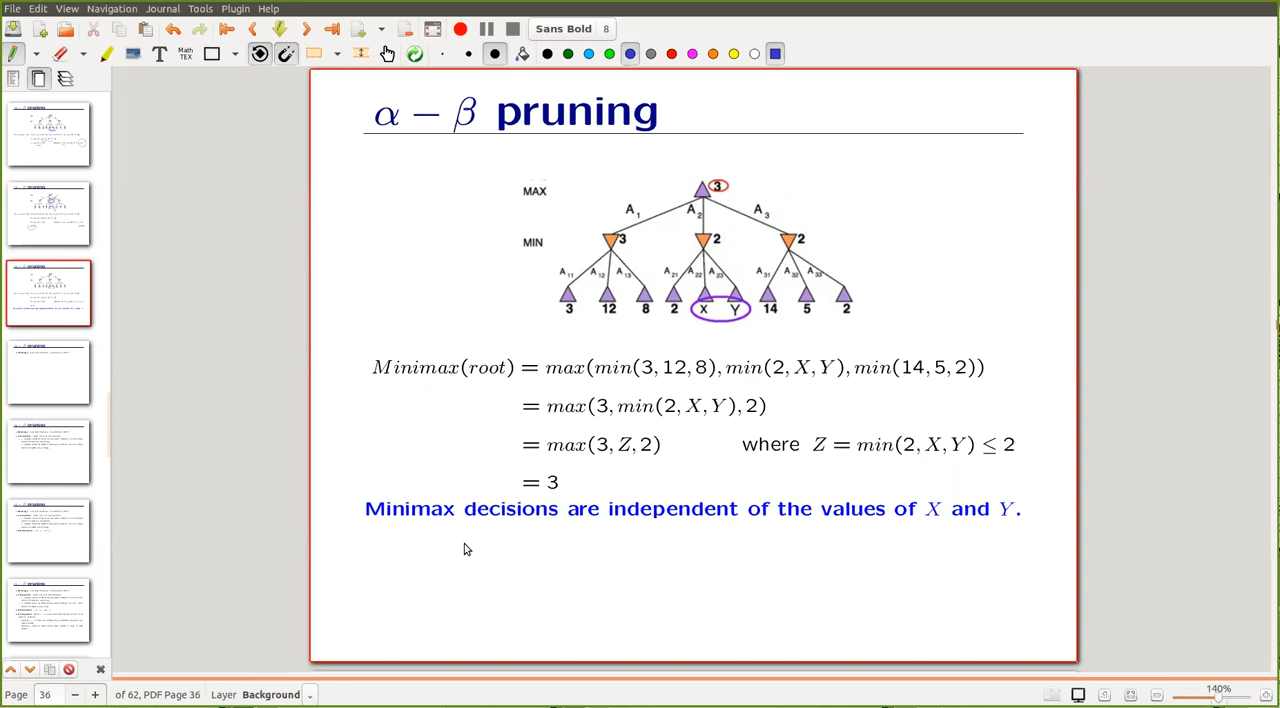 File Edit View Navigation Journal Tools Plugin Help
Sans Bold 8
Math
TEX
α − β pruning
MAX
3
A1 A2 A3
MIN
3 2 2
A11 A12 A13 A21 A22 A23 A31 A32 A33
3 12 8 2 X Y 14 5 2
Minimax(root) = max(min(3, 12, 8), min(2, X, Y), min(14, 5, 2))
= max(3, min(2, X, Y), 2)
= max(3, Z, 2) where Z = min(2, X, Y) ≤ 2
= 3
Minimax decisions are independent of the values of X and Y.
Page 36 of 62, PDF Page 36 Layer Background 140%